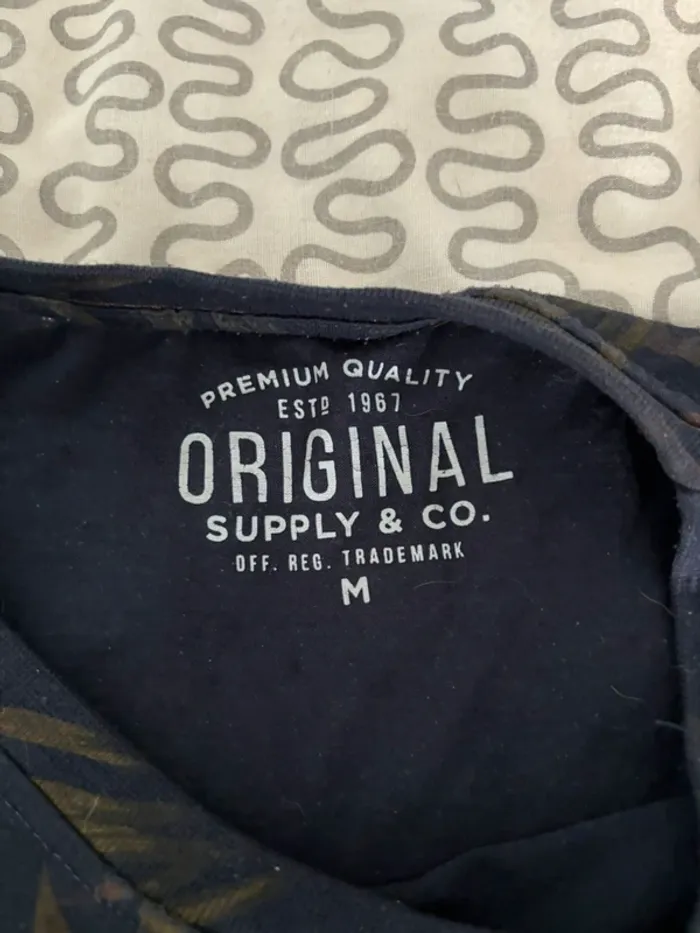 PREMIUM QUALITY
ESTD 1967
ORIGINAL
SUPPLY & CO.
OFF. REG. TRADEMARK
M